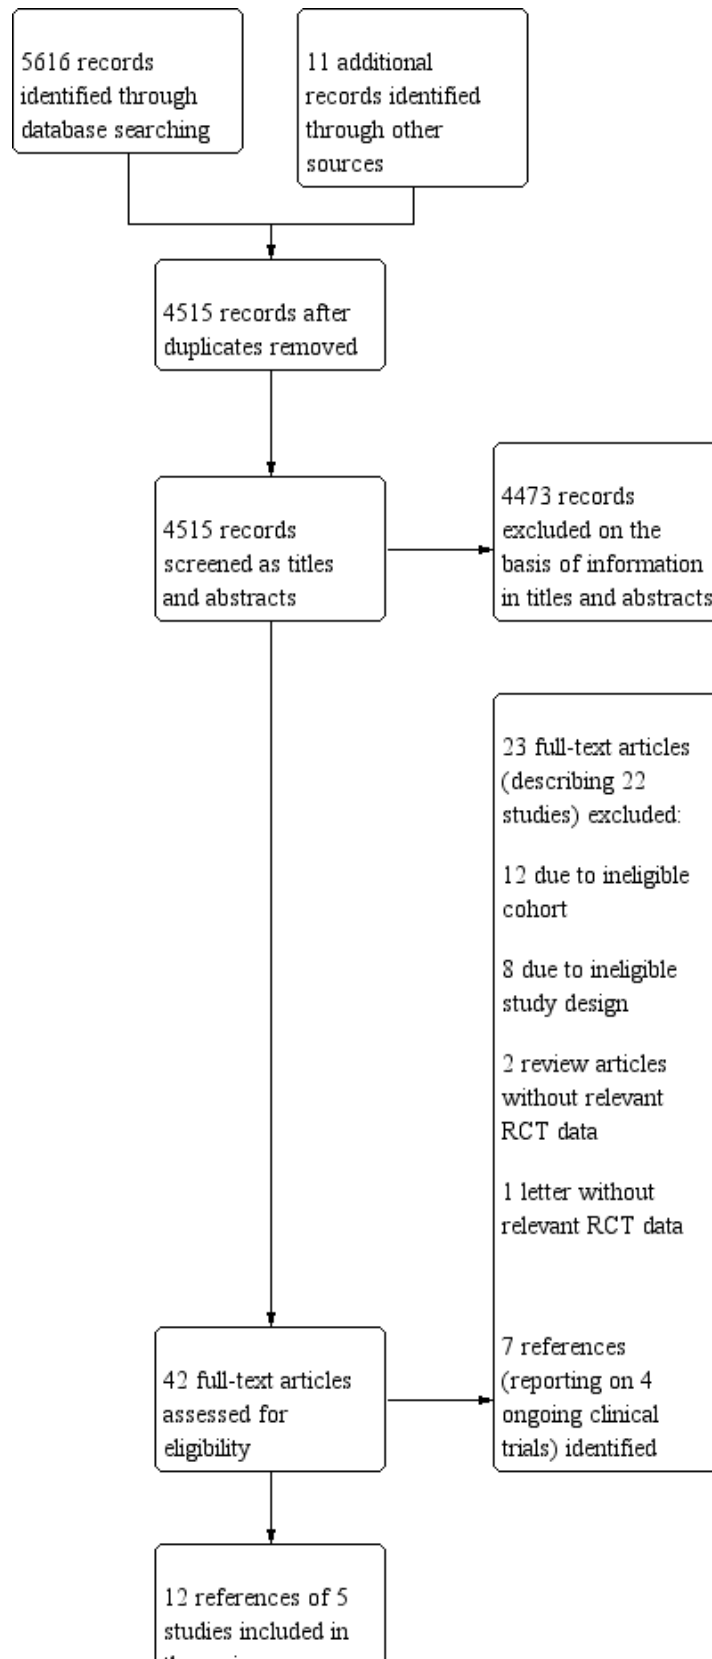 5616 records
identified through
database searching
11 additional
records identified
through other
sources
4515 records after
duplicates removed
4515 records
screened as titles
and abstracts
4473 records
excluded on the
basis of information
in titles and abstracts
23 full-text articles
(describing 22
studies) excluded:
12 due to ineligible
cohort
8 due to ineligible
study design
2 review articles
without relevant
RCT data
1 letter without
relevant RCT data
7 references
(reporting on 4
ongoing clinical
trials) identified
42 full-text articles
assessed for
eligibility
12 references of 5
studies included in